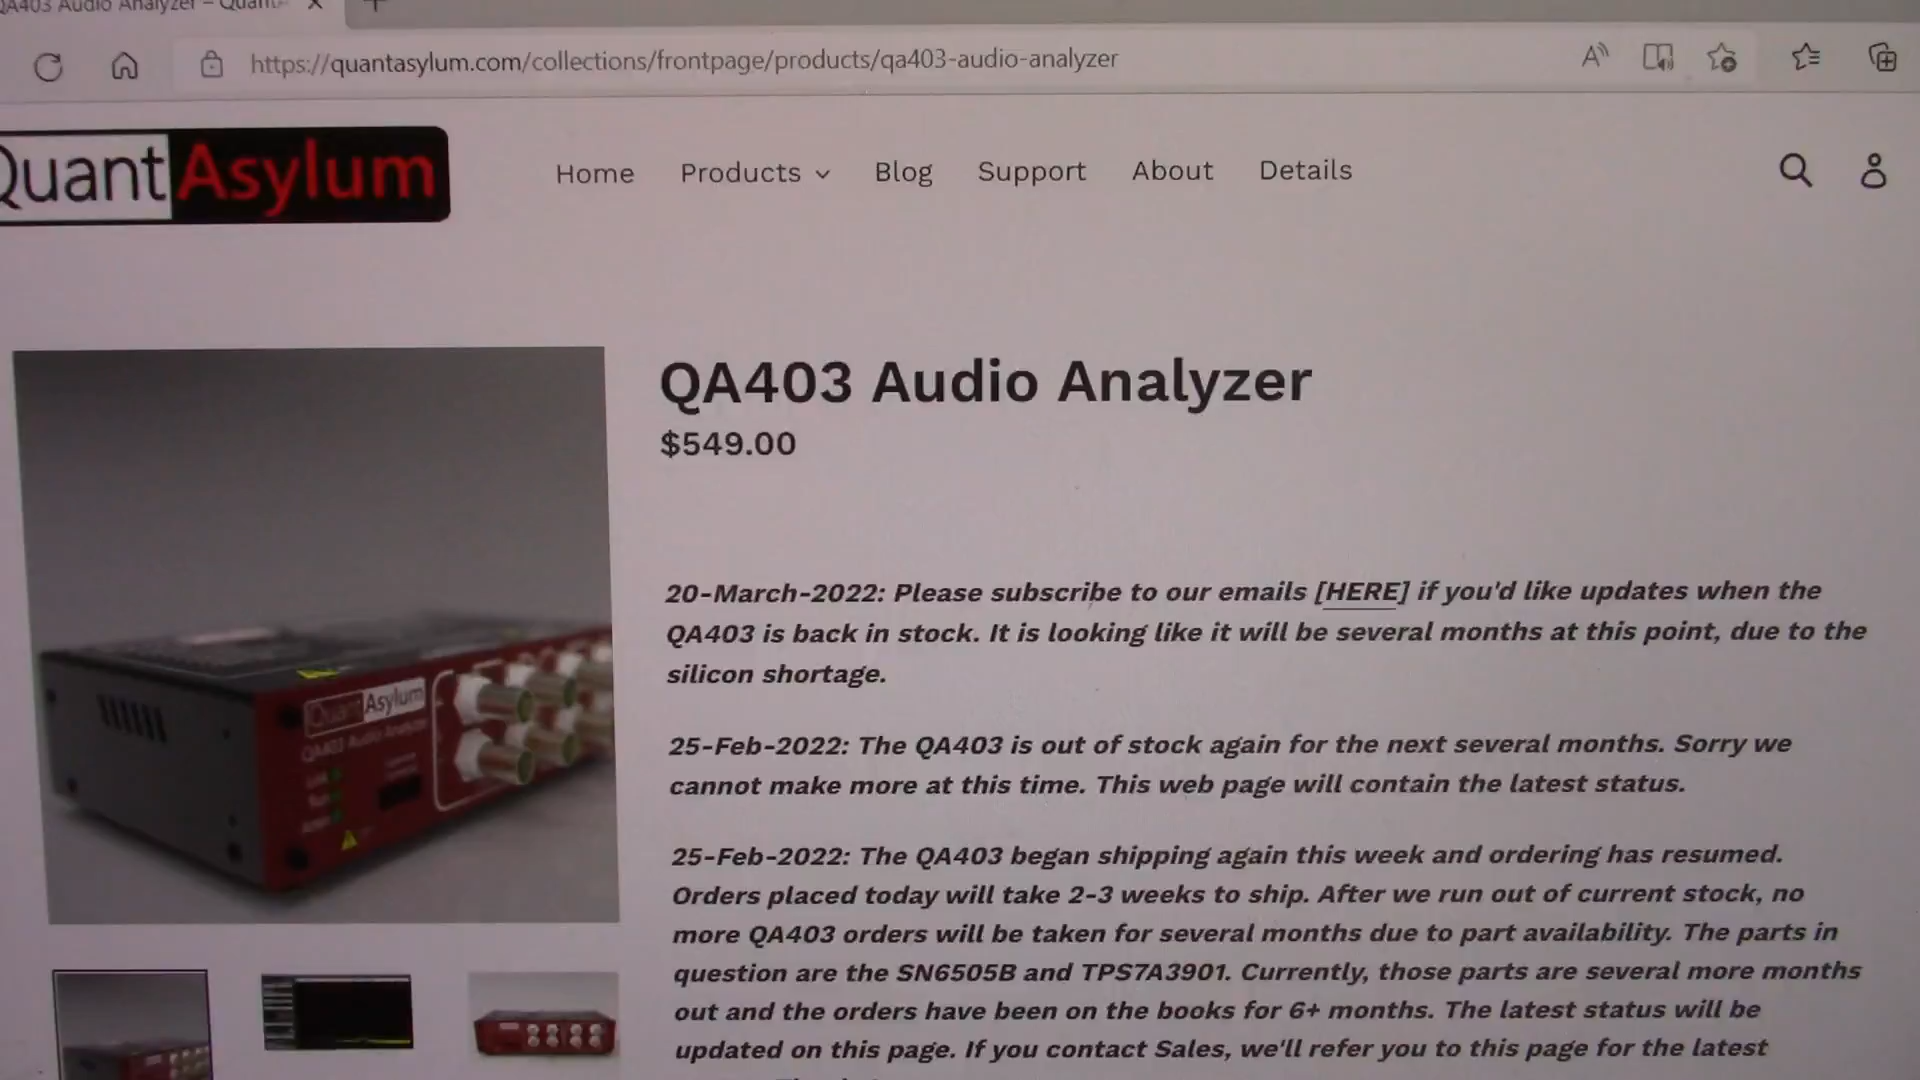 QA403 Audio Analyzer – Quant
https://quantasylum.com/collections/frontpage/products/qa403-audio-analyzer
QuantAsylum
Home Products Blog Support About Details
QA403 Audio Analyzer
$549.00
20-March-2022: Please subscribe to our emails [HERE] if you'd like updates when the
QA403 is back in stock. It is looking like it will be several months at this point, due to the
silicon shortage.
25-Feb-2022: The QA403 is out of stock again for the next several months. Sorry we
cannot make more at this time. This web page will contain the latest status.
25-Feb-2022: The QA403 began shipping again this week and ordering has resumed.
Orders placed today will take 2-3 weeks to ship. After we run out of current stock, no
more QA403 orders will be taken for several months due to part availability. The parts in
question are the SN6505B and TPS7A3901. Currently, those parts are several more months
out and the orders have been on the books for 6+ months. The latest status will be
updated on this page. If you contact Sales, we'll refer you to this page for the latest
QuantAsylum
QA403 Audio Analyzer